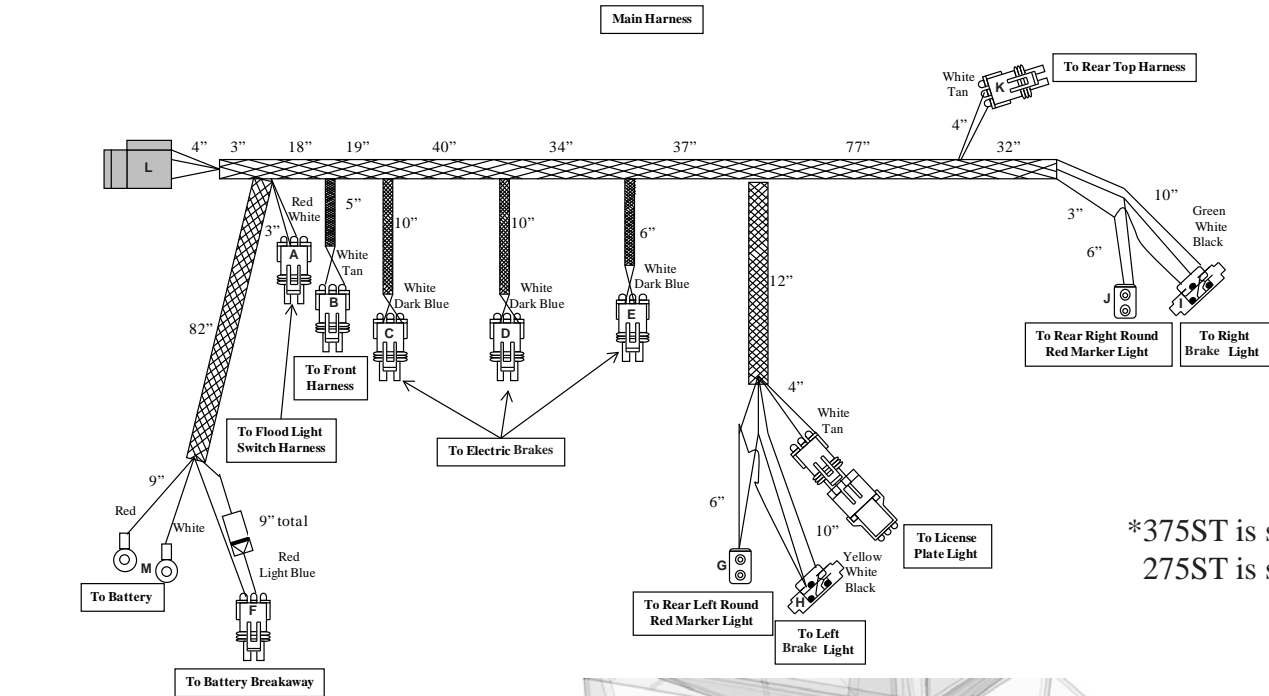 Main Harness
To Rear Top Harness
White
Tan
K
4”
4”
3”
18”
19”
40”
34”
37”
77”
32”
L
10”
Green
White
Black
3”
6”
J
I
To Rear Right Round
Red Marker Light
To Right
Brake Light
Red
White
3”
A
5”
White
Tan
B
10”
White
Dark Blue
C
10”
White
Dark Blue
D
6”
White
Dark Blue
E
12”
82”
To Front
Harness
To Flood Light
Switch Harness
To Electric Brakes
4”
White
Tan
6”
10”
G
Yellow
White
Black
H
To License
Plate Light
To Rear Left Round
Red Marker Light
To Left
Brake Light
9”
Red
White
9” total
Red
Light Blue
M
F
To Battery
To Battery Breakaway
*375ST is s
275ST is s